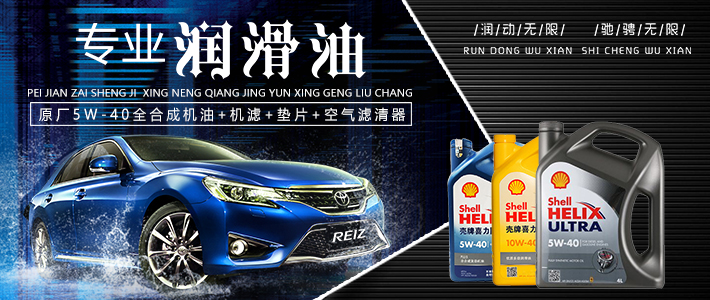 专业润滑油
PEI JIAN ZAI SHENG JI XING NENG QIANG JING YUN XING GENG LIU CHANG
原厂5W-40全合成机油+机滤+垫片+空气滤清器
/润/动/无/限/ /驰/骋/无/限/
RUN DONG WU XIAN SHI CHENG WU XIAN
REIZ
Shell
HELIX
壳牌喜力
5W-40
Shell
HELIX
壳牌喜力
10W-40
Shell
HELIX
ULTRA
5W-40
4L